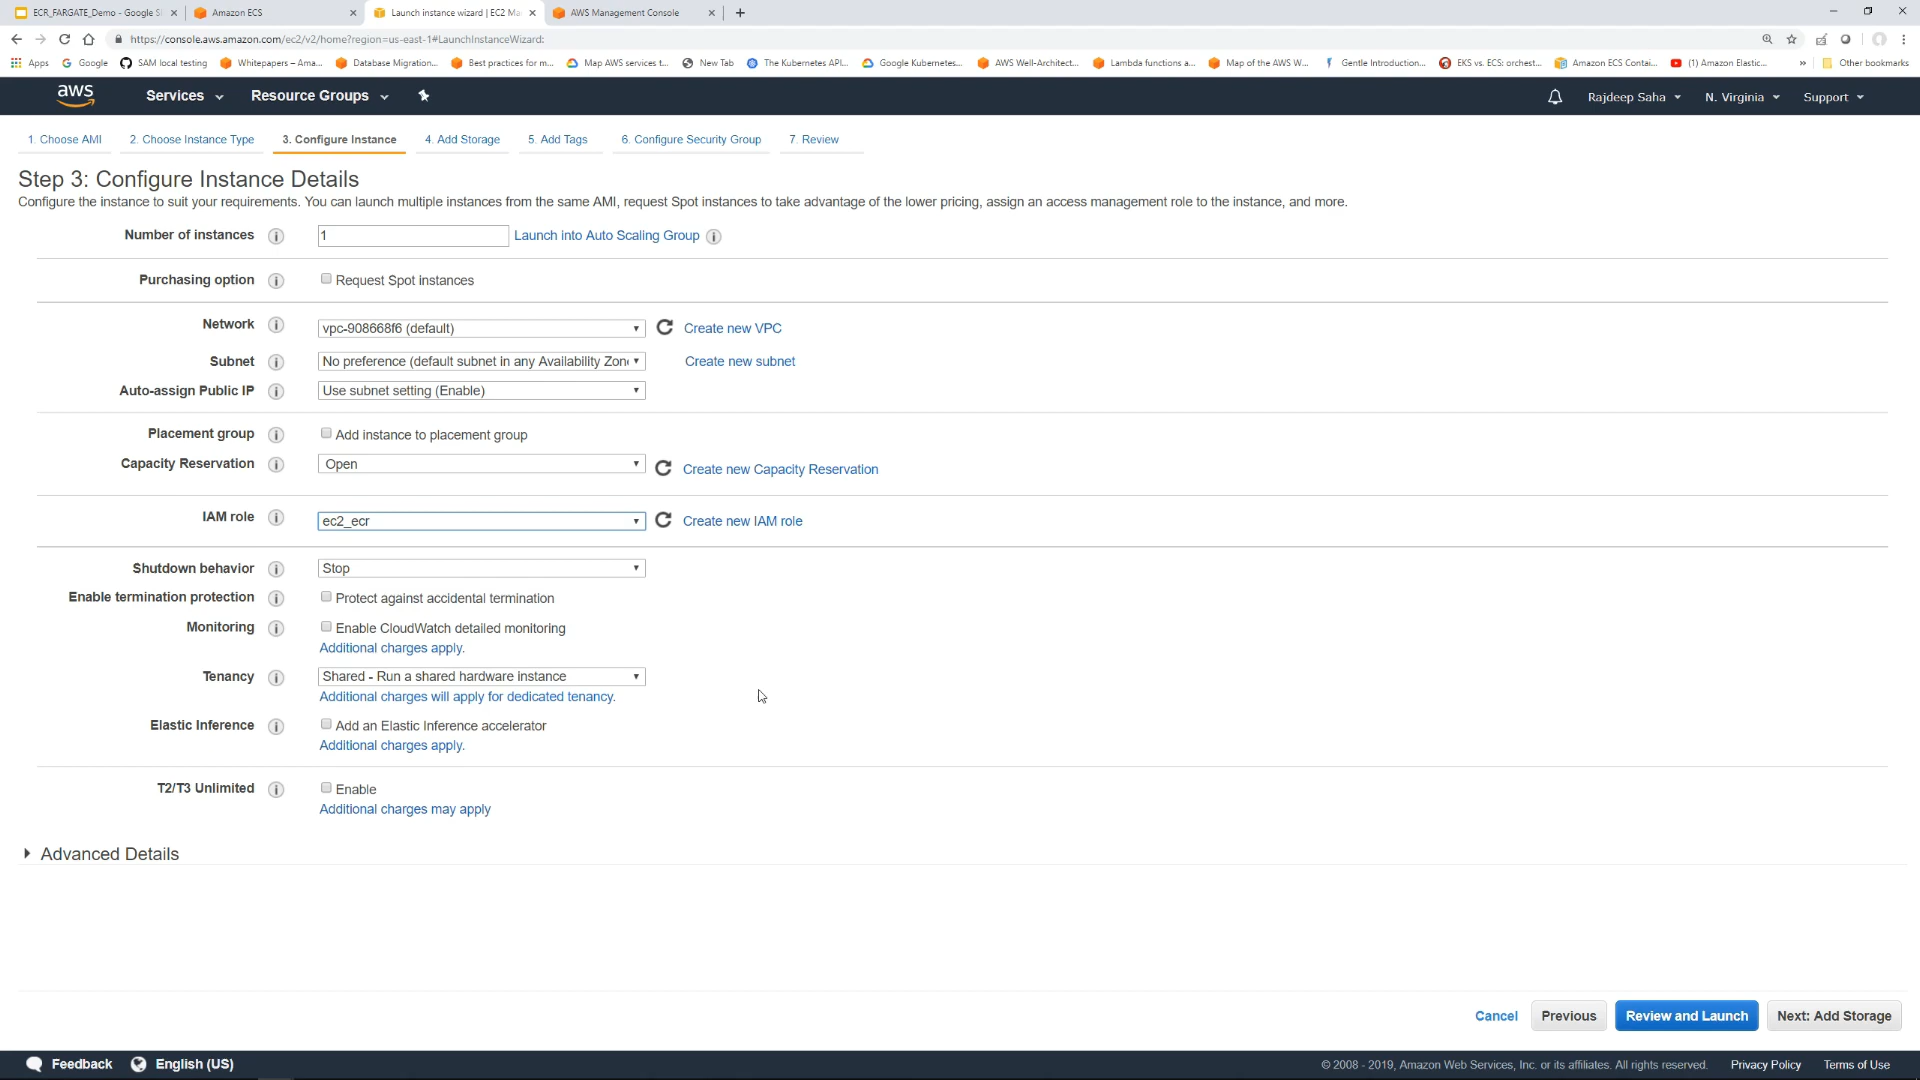 ECR_FARGATE_Demo - Google Sl
Amazon ECS
Launch instance wizard | EC2 Ma
AWS Management Console
https://console.aws.amazon.com/ec2/v2/home?region=us-east-1#LaunchInstanceWizard:
Apps Google SAM local testing Whitepapers – Ama... Database Migration... Best practices for m... Map AWS services t... New Tab The Kubernetes API... Google Kubernetes... AWS Well-Architect... Lambda functions a... Map of the AWS W... Gentle Introduction... EKS vs. ECS: orchest... Amazon ECS Contai... (1) Amazon Elastic... » Other bookmarks
aws Services Resource Groups Rajdeep Saha N. Virginia Support
1. Choose AMI 2. Choose Instance Type 3. Configure Instance 4. Add Storage 5. Add Tags 6. Configure Security Group 7. Review
Step 3: Configure Instance Details
Configure the instance to suit your requirements. You can launch multiple instances from the same AMI, request Spot instances to take advantage of the lower pricing, assign an access management role to the instance, and more.
Number of instances i 1 Launch into Auto Scaling Group i
Purchasing option i Request Spot instances
Network i vpc-908668f6 (default) Create new VPC
Subnet i No preference (default subnet in any Availability Zon Create new subnet
Auto-assign Public IP i Use subnet setting (Enable)
Placement group i Add instance to placement group
Capacity Reservation i Open Create new Capacity Reservation
IAM role i ec2_ecr Create new IAM role
Shutdown behavior i Stop
Enable termination protection i Protect against accidental termination
Monitoring i Enable CloudWatch detailed monitoring
Additional charges apply.
Tenancy i Shared - Run a shared hardware instance
Additional charges will apply for dedicated tenancy.
Elastic Inference i Add an Elastic Inference accelerator
Additional charges apply.
T2/T3 Unlimited i Enable
Additional charges may apply
Advanced Details
Cancel Previous Review and Launch Next: Add Storage
Feedback English (US) © 2008 - 2019, Amazon Web Services, Inc. or its affiliates. All rights reserved. Privacy Policy Terms of Use